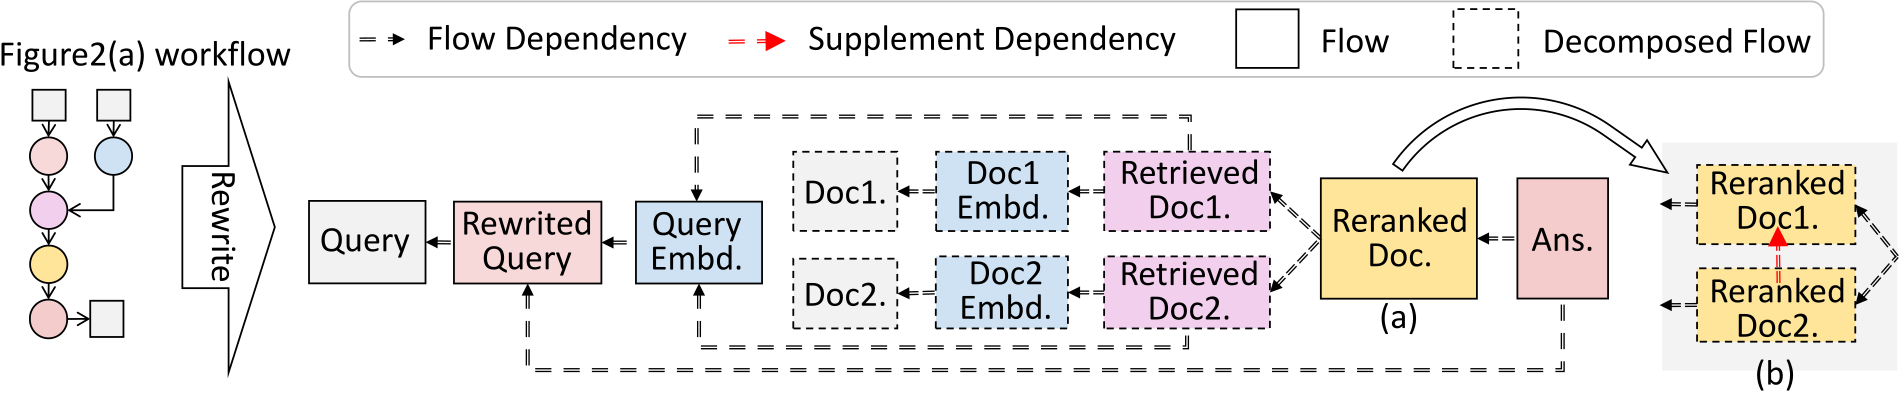 Flow Dependency
Supplement Dependency
Flow
Decomposed Flow
Figure2(a) workflow
Rewrite
Query
Rewrited
Query
Query
Embd.
Doc1.
Doc1
Embd.
Retrieved
Doc1.
Doc2.
Doc2
Embd.
Retrieved
Doc2.
Reranked
Doc.
(a)
Ans.
Reranked
Doc1.
Reranked
Doc2.
(b)